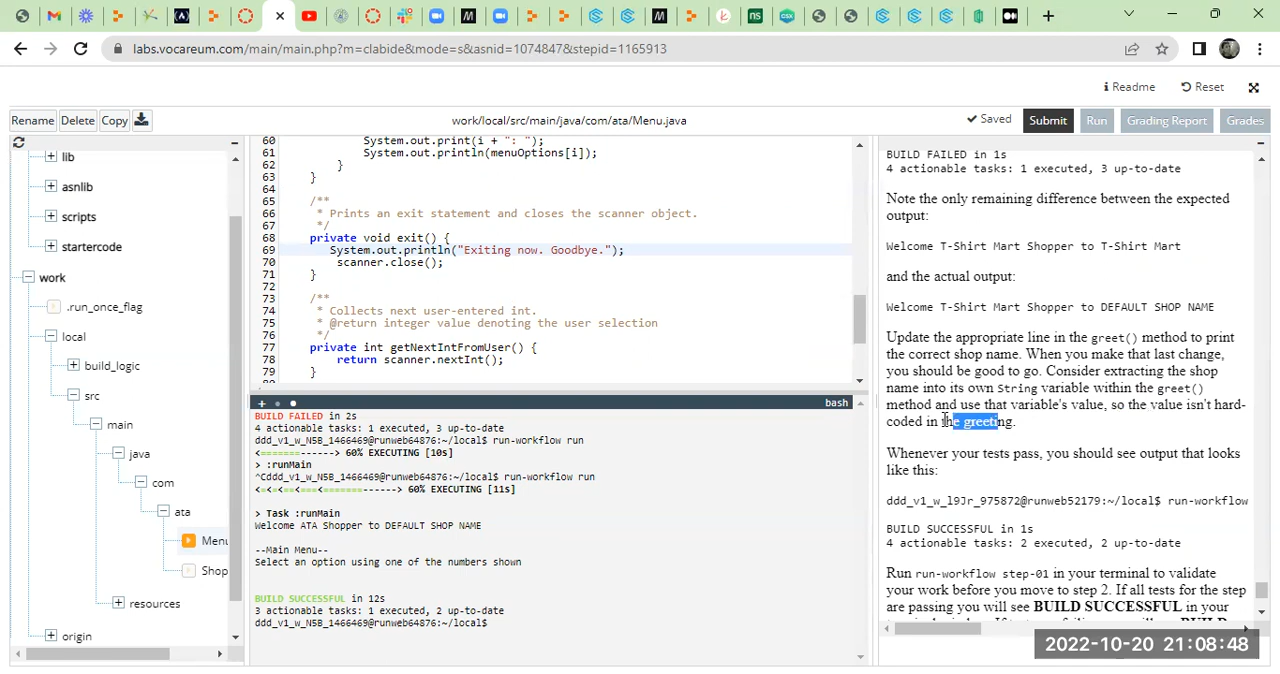 labs.vocareum.com/main/main.php?m=clabide&mode=s&asnid=1074847&stepid=1165913
Readme
Reset
Rename
Delete
Copy
work/local/src/main/java/com/ata/Menu.java
Saved
Submit
Run
Grading Report
Grades
lib
asnlib
scripts
startercode
work
.run_once_flag
local
build_logic
src
main
java
com
ata
Menu
Shop
resources
origin
60 System.out.print(i + ": ");
61 System.out.println(menuOptions[i]);
62 }
63 }
64
65 /**
66 * Prints an exit statement and closes the scanner object.
67 */
68 private void exit() {
69 System.out.println("Exiting now. Goodbye.");
70 scanner.close();
71 }
72
73 /**
74 * Collects next user-entered int.
75 * @return integer value denoting the user selection
76 */
77 private int getNextIntFromUser() {
78 return scanner.nextInt();
79 }
bash
BUILD FAILED in 2s
4 actionable tasks: 1 executed, 3 up-to-date
ddd_v1_w_N5B_1466469@runweb64876:~/local$ run-workflow run
<=======------> 60% EXECUTING [10s]
> :runMain
^Cddd_v1_w_N5B_1466469@runweb64876:~/local$ run-workflow run
<=<=<==<===<=======------> 60% EXECUTING [11s]
> Task :runMain
Welcome ATA Shopper to DEFAULT SHOP NAME
--Main Menu--
Select an option using one of the numbers shown
BUILD SUCCESSFUL in 12s
3 actionable tasks: 1 executed, 2 up-to-date
ddd_v1_w_N5B_1466469@runweb64876:~/local$
BUILD FAILED in 1s
4 actionable tasks: 1 executed, 3 up-to-date
Note the only remaining difference between the expected
output:
Welcome T-Shirt Mart Shopper to T-Shirt Mart
and the actual output:
Welcome T-Shirt Mart Shopper to DEFAULT SHOP NAME
Update the appropriate line in the greet() method to print
the correct shop name. When you make that last change,
you should be good to go. Consider extracting the shop
name into its own String variable within the greet()
method and use that variable's value, so the value isn't hard-
coded in the greeting.
Whenever your tests pass, you should see output that looks
like this:
ddd_v1_w_l9Jr_975872@runweb52179:~/local$ run-workflow
BUILD SUCCESSFUL in 1s
4 actionable tasks: 2 executed, 2 up-to-date
Run run-workflow step-01 in your terminal to validate
your work before you move to step 2. If all tests for the step
are passing you will see BUILD SUCCESSFUL in your
2022-10-20 21:08:48